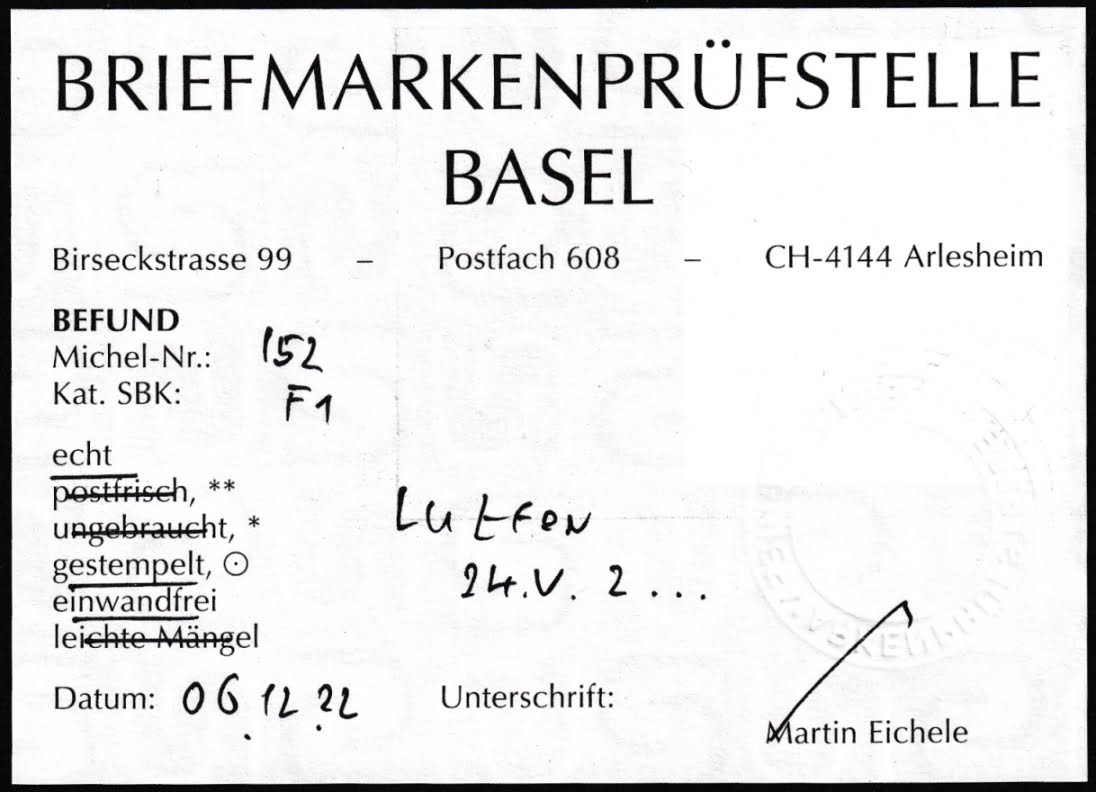 BRIEFMARKENPRÜFSTELLE
BASEL
Birseckstrasse 99 – Postfach 608 – CH-4144 Arlesheim
BEFUND
Michel-Nr.: 152
Kat. SBK: F1
echt
postfrisch, **
ungebraucht, *
gestempelt, ⊙
einwandfrei
leichte Mängel
24.V. 2...
Datum: 06.12.22 Unterschrift:
Martin Eichele